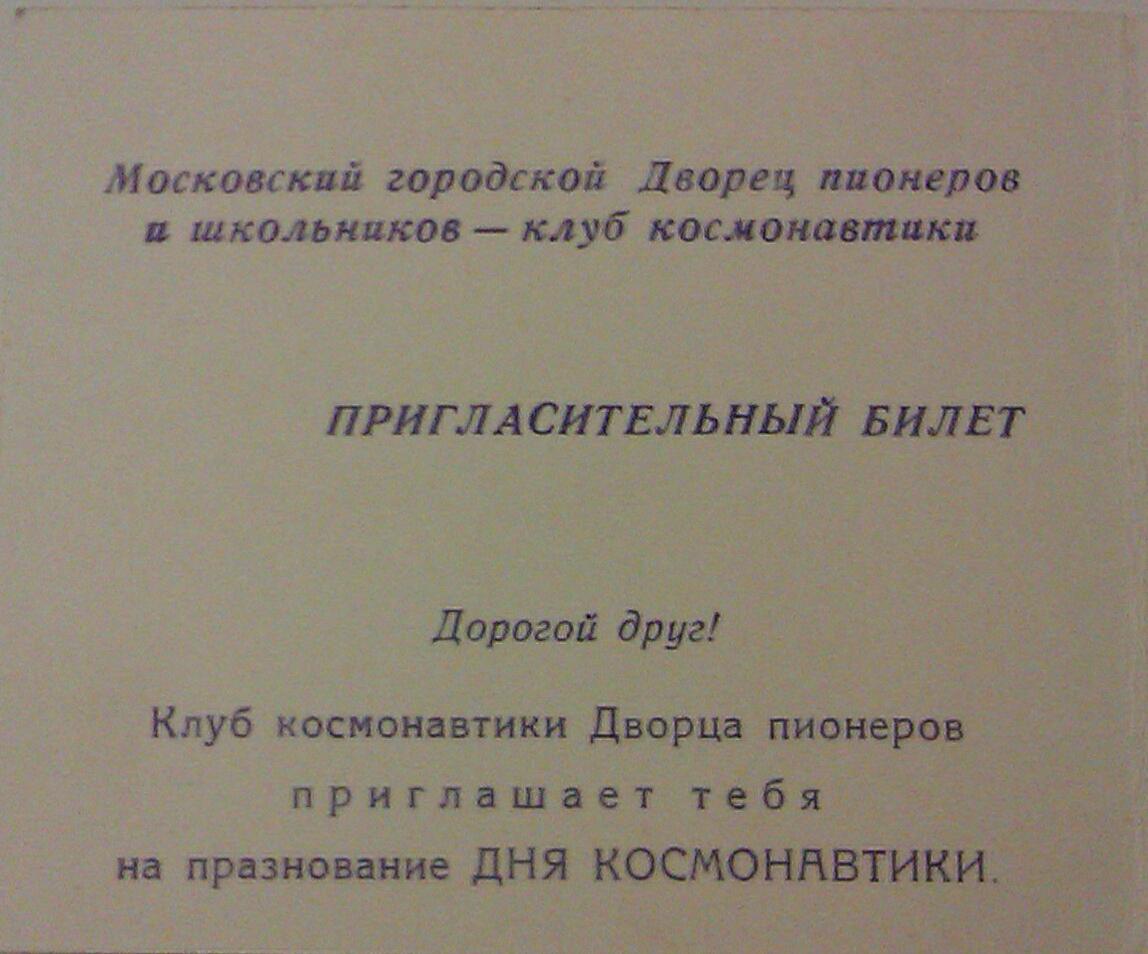 Московский городской Дворец пионеров
и школьников — клуб космонавтики
ПРИГЛАСИТЕЛЬНЫЙ БИЛЕТ
Дорогой друг!
Клуб космонавтики Дворца пионеров
приглашает тебя
на празнование ДНЯ КОСМОНАВТИКИ.